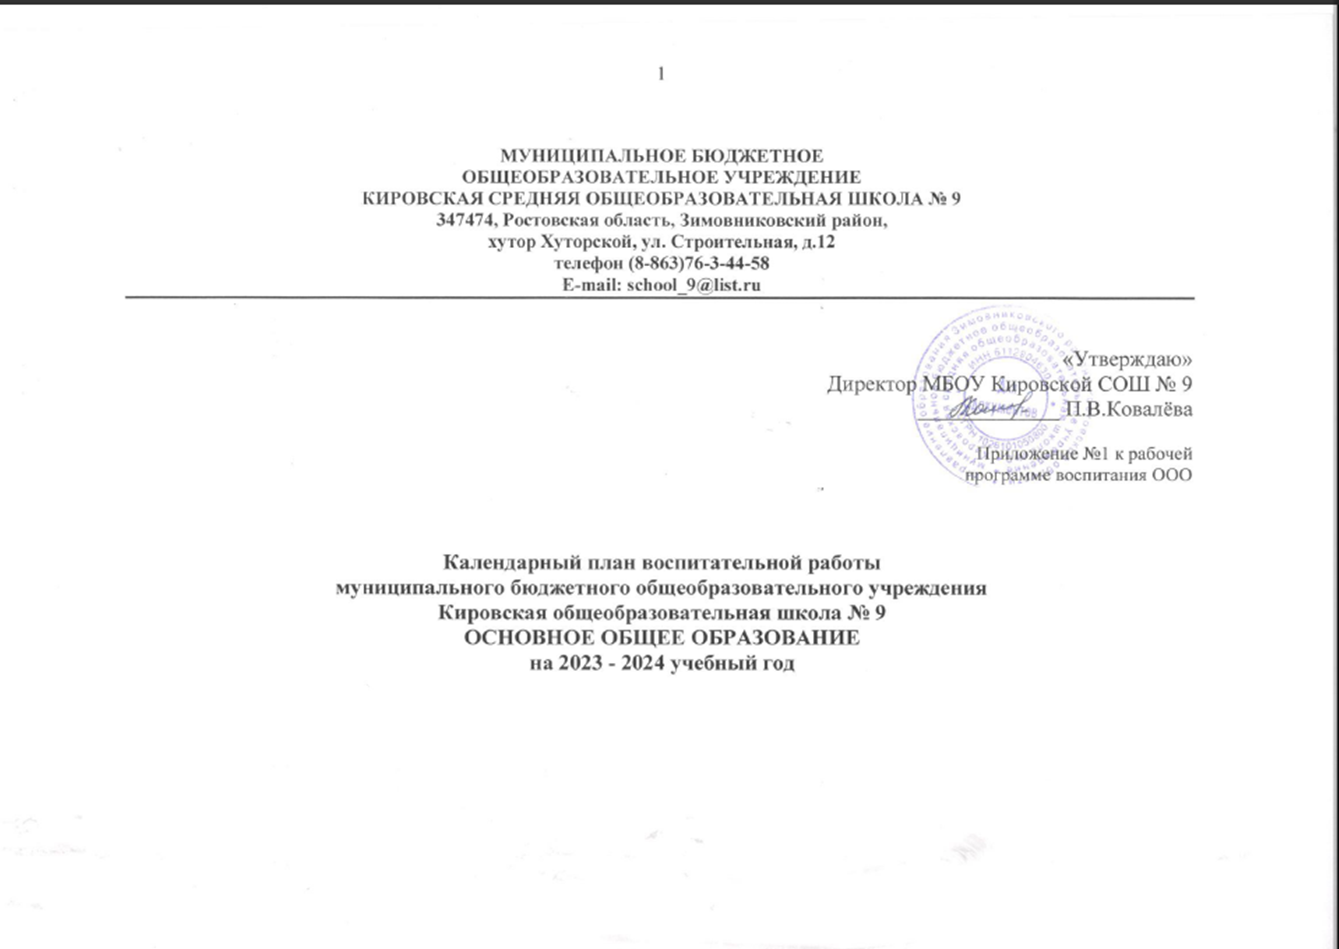 1
МУНИЦИПАЛЬНОЕ БЮДЖЕТНОЕ
ОБЩЕОБРАЗОВАТЕЛЬНОЕ УЧРЕЖДЕНИЕ
КИРОВСКАЯ СРЕДНЯЯ ОБЩЕОБРАЗОВАТЕЛЬНАЯ ШКОЛА № 9
347474, Ростовская область, Зимовниковский район,
хутор Хуторской, ул. Строительная, д.12
телефон (8-863)76-3-44-58
E-mail: school_9@list.ru
«Утверждаю»
Директор МБОУ Кировской СОШ № 9
П.В.Ковалёва
Приложение №1 к рабочей
программе воспитания ООО
Календарный план воспитательной работы
муниципального бюджетного общеобразовательного учреждения
Кировская общеобразовательная школа № 9
ОСНОВНОЕ ОБЩЕЕ ОБРАЗОВАНИЕ
на 2023 - 2024 учебный год